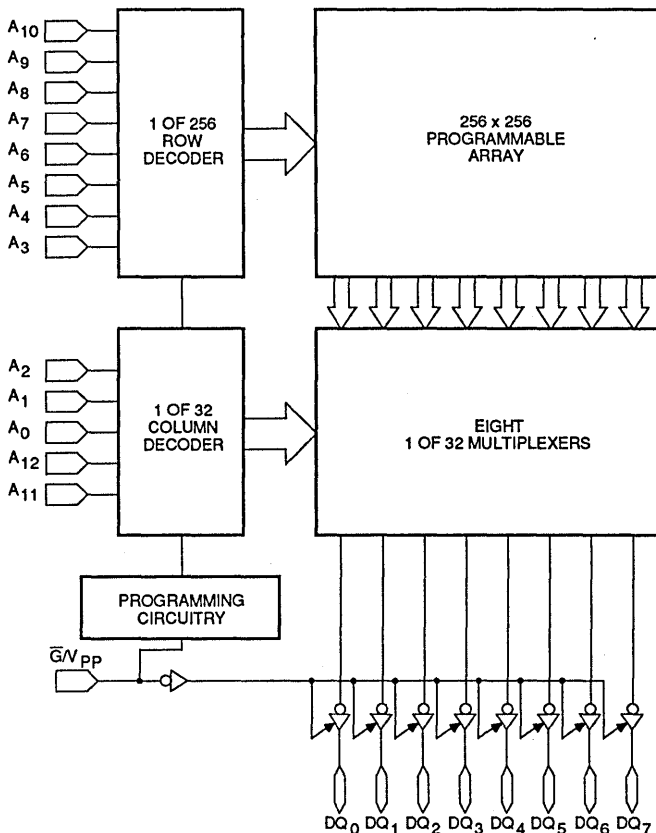 A10
A9
A8
A7
A6
A5
A4
A3
1 OF 256
ROW
DECODER
256 x 256
PROGRAMMABLE
ARRAY
A2
A1
A0
A12
A11
1 OF 32
COLUMN
DECODER
EIGHT
1 OF 32 MULTIPLEXERS
PROGRAMMING
CIRCUITRY
G̅/VPP
DQ0 DQ1 DQ2 DQ3 DQ4 DQ5 DQ6 DQ7